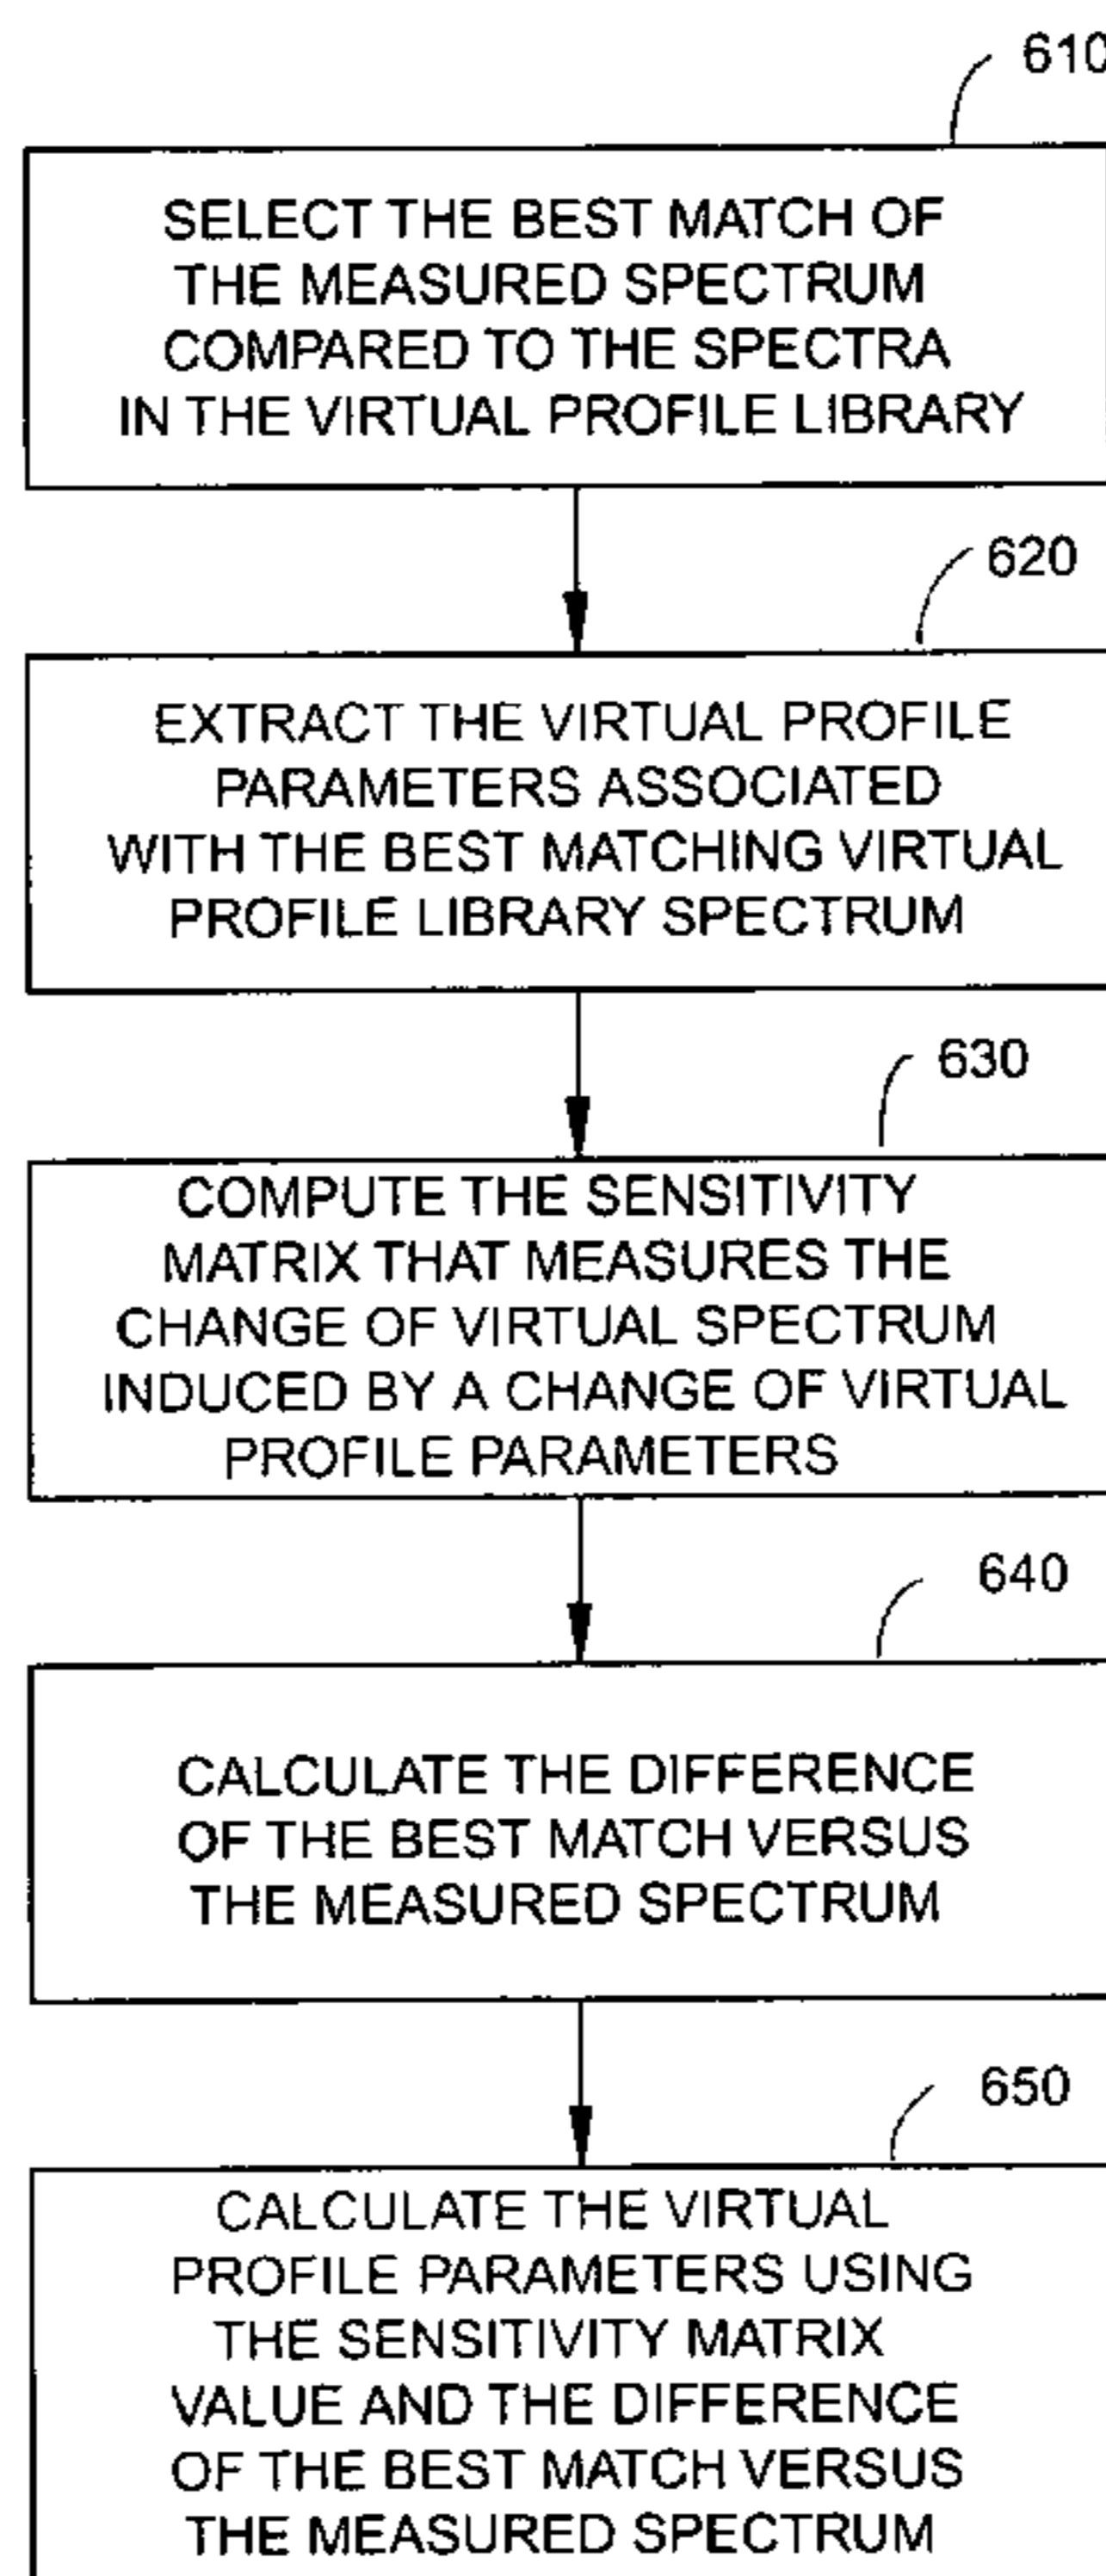 610
SELECT THE BEST MATCH OF
THE MEASURED SPECTRUM
COMPARED TO THE SPECTRA
IN THE VIRTUAL PROFILE LIBRARY
620
EXTRACT THE VIRTUAL PROFILE
PARAMETERS ASSOCIATED
WITH THE BEST MATCHING VIRTUAL
PROFILE LIBRARY SPECTRUM
630
COMPUTE THE SENSITIVITY
MATRIX THAT MEASURES THE
CHANGE OF VIRTUAL SPECTRUM
INDUCED BY A CHANGE OF VIRTUAL
PROFILE PARAMETERS
640
CALCULATE THE DIFFERENCE
OF THE BEST MATCH VERSUS
THE MEASURED SPECTRUM
650
CALCULATE THE VIRTUAL
PROFILE PARAMETERS USING
THE SENSITIVITY MATRIX
VALUE AND THE DIFFERENCE
OF THE BEST MATCH VERSUS
THE MEASURED SPECTRUM